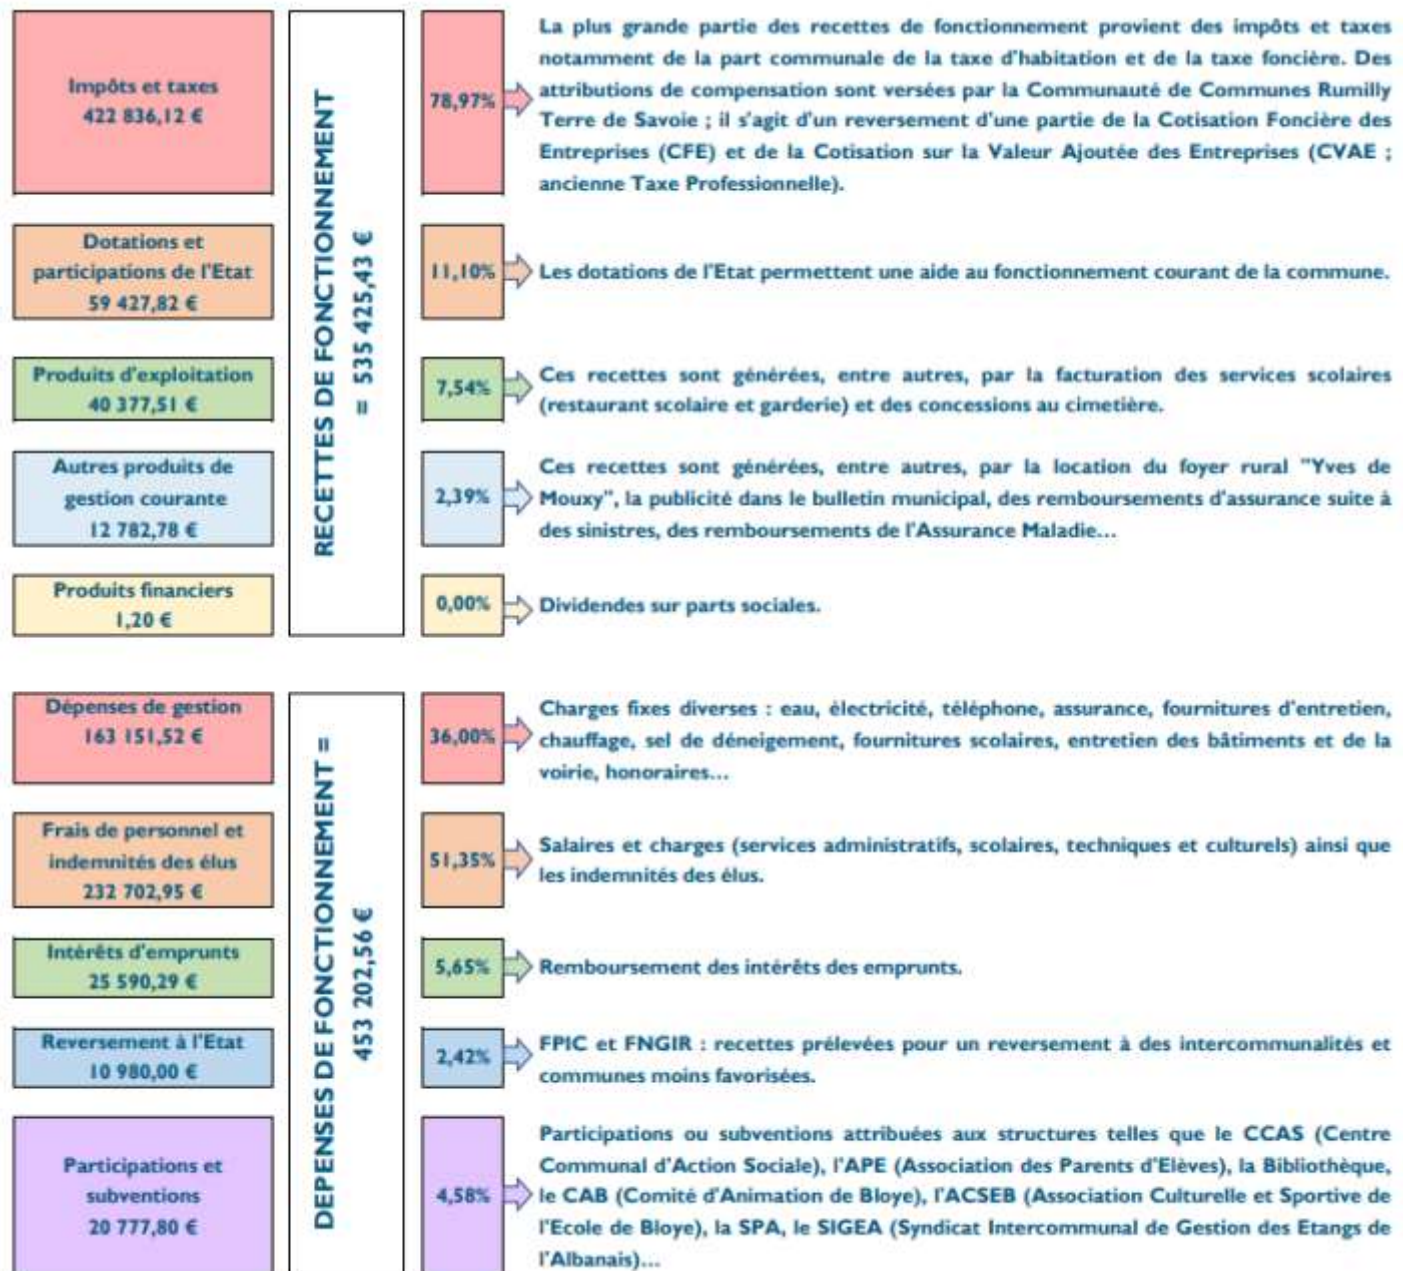 Impôts et taxes
422 836,12 €
Dotations et
participations de l'Etat
59 427,82 €
Produits d'exploitation
40 377,51 €
Autres produits de
gestion courante
12 782,78 €
Produits financiers
1,20 €
RECETTES DE FONCTIONNEMENT
= 535 425,43 €
78,97%
11,10%
7,54%
2,39%
0,00%
La plus grande partie des recettes de fonctionnement provient des impôts et taxes
notamment de la part communale de la taxe d'habitation et de la taxe foncière. Des
attributions de compensation sont versées par la Communauté de Communes Rumilly
Terre de Savoie ; il s'agit d'un reversement d'une partie de la Cotisation Foncière des
Entreprises (CFE) et de la Cotisation sur la Valeur Ajoutée des Entreprises (CVAE ;
ancienne Taxe Professionnelle).
Les dotations de l'Etat permettent une aide au fonctionnement courant de la commune.
Ces recettes sont générées, entre autres, par la facturation des services scolaires
(restaurant scolaire et garderie) et des concessions au cimetière.
Ces recettes sont générées, entre autres, par la location du foyer rural "Yves de
Mouxy", la publicité dans le bulletin municipal, des remboursements d'assurance suite à
des sinistres, des remboursements de l'Assurance Maladie...
Dividendes sur parts sociales.
Dépenses de gestion
163 151,52 €
Frais de personnel et
indemnités des élus
232 702,95 €
Intérêts d'emprunts
25 590,29 €
Reversement à l'Etat
10 980,00 €
Participations et
subventions
20 777,80 €
DEPENSES DE FONCTIONNEMENT =
453 202,56 €
36,00%
51,35%
5,65%
2,42%
4,58%
Charges fixes diverses : eau, électricité, téléphone, assurance, fournitures d'entretien,
chauffage, sel de déneigement, fournitures scolaires, entretien des bâtiments et de la
voirie, honoraires...
Salaires et charges (services administratifs, scolaires, techniques et culturels) ainsi que
les indemnités des élus.
Remboursement des intérêts des emprunts.
FPIC et FNGIR : recettes prélevées pour un reversement à des intercommunalités et
communes moins favorisées.
Participations ou subventions attribuées aux structures telles que le CCAS (Centre
Communal d'Action Sociale), l'APE (Association des Parents d'Elèves), la Bibliothèque,
le CAB (Comité d'Animation de Bloye), l'ACSEB (Association Culturelle et Sportive de
l'Ecole de Bloye), la SPA, le SIGEA (Syndicat Intercommunal de Gestion des Etangs de
l'Albanais)...